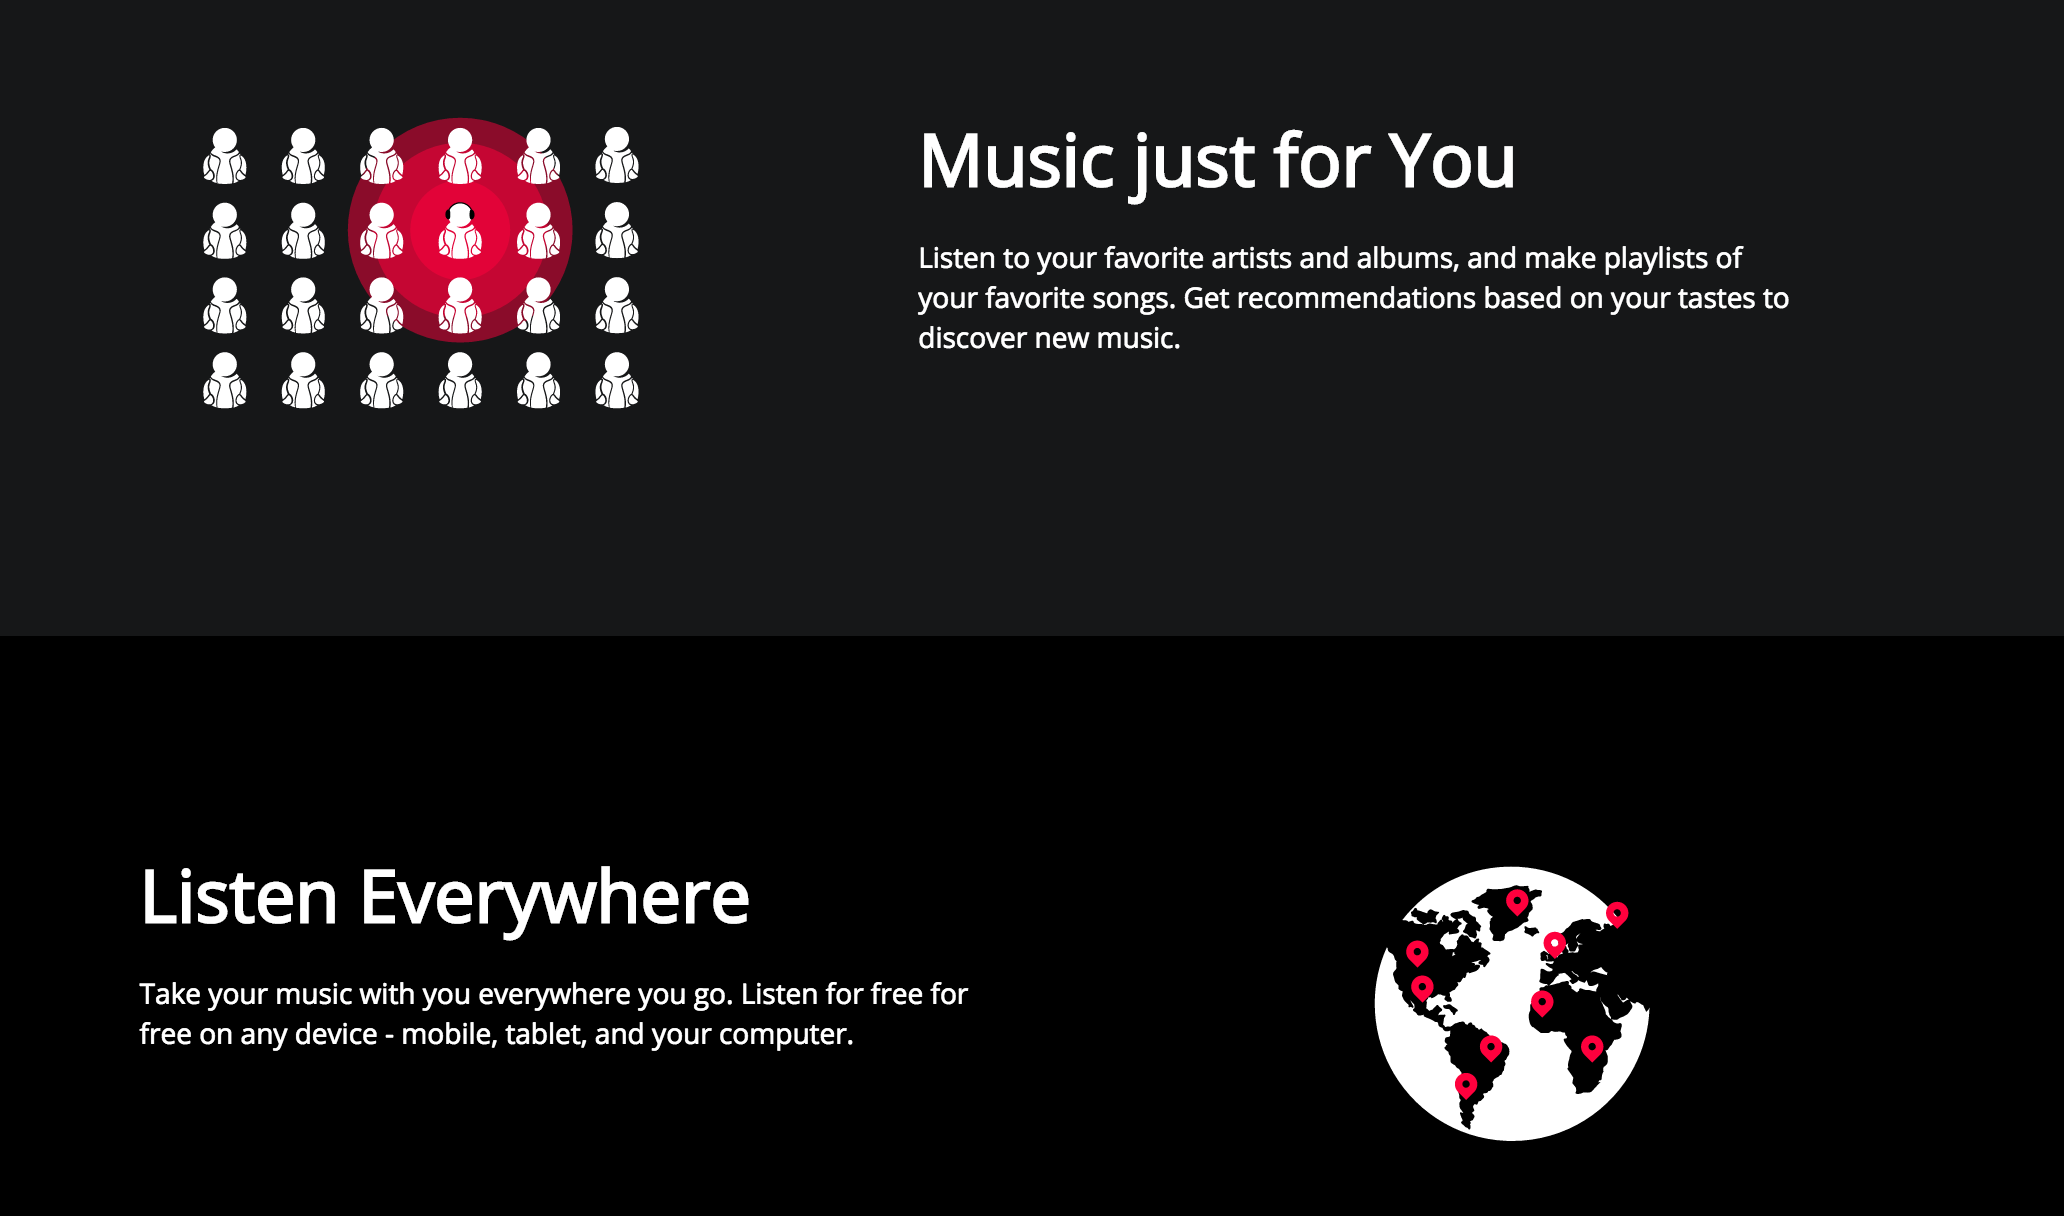 Music just for You
Listen to your favorite artists and albums, and make playlists of
your favorite songs. Get recommendations based on your tastes to
discover new music.
Listen Everywhere
Take your music with you everywhere you go. Listen for free for
free on any device - mobile, tablet, and your computer.